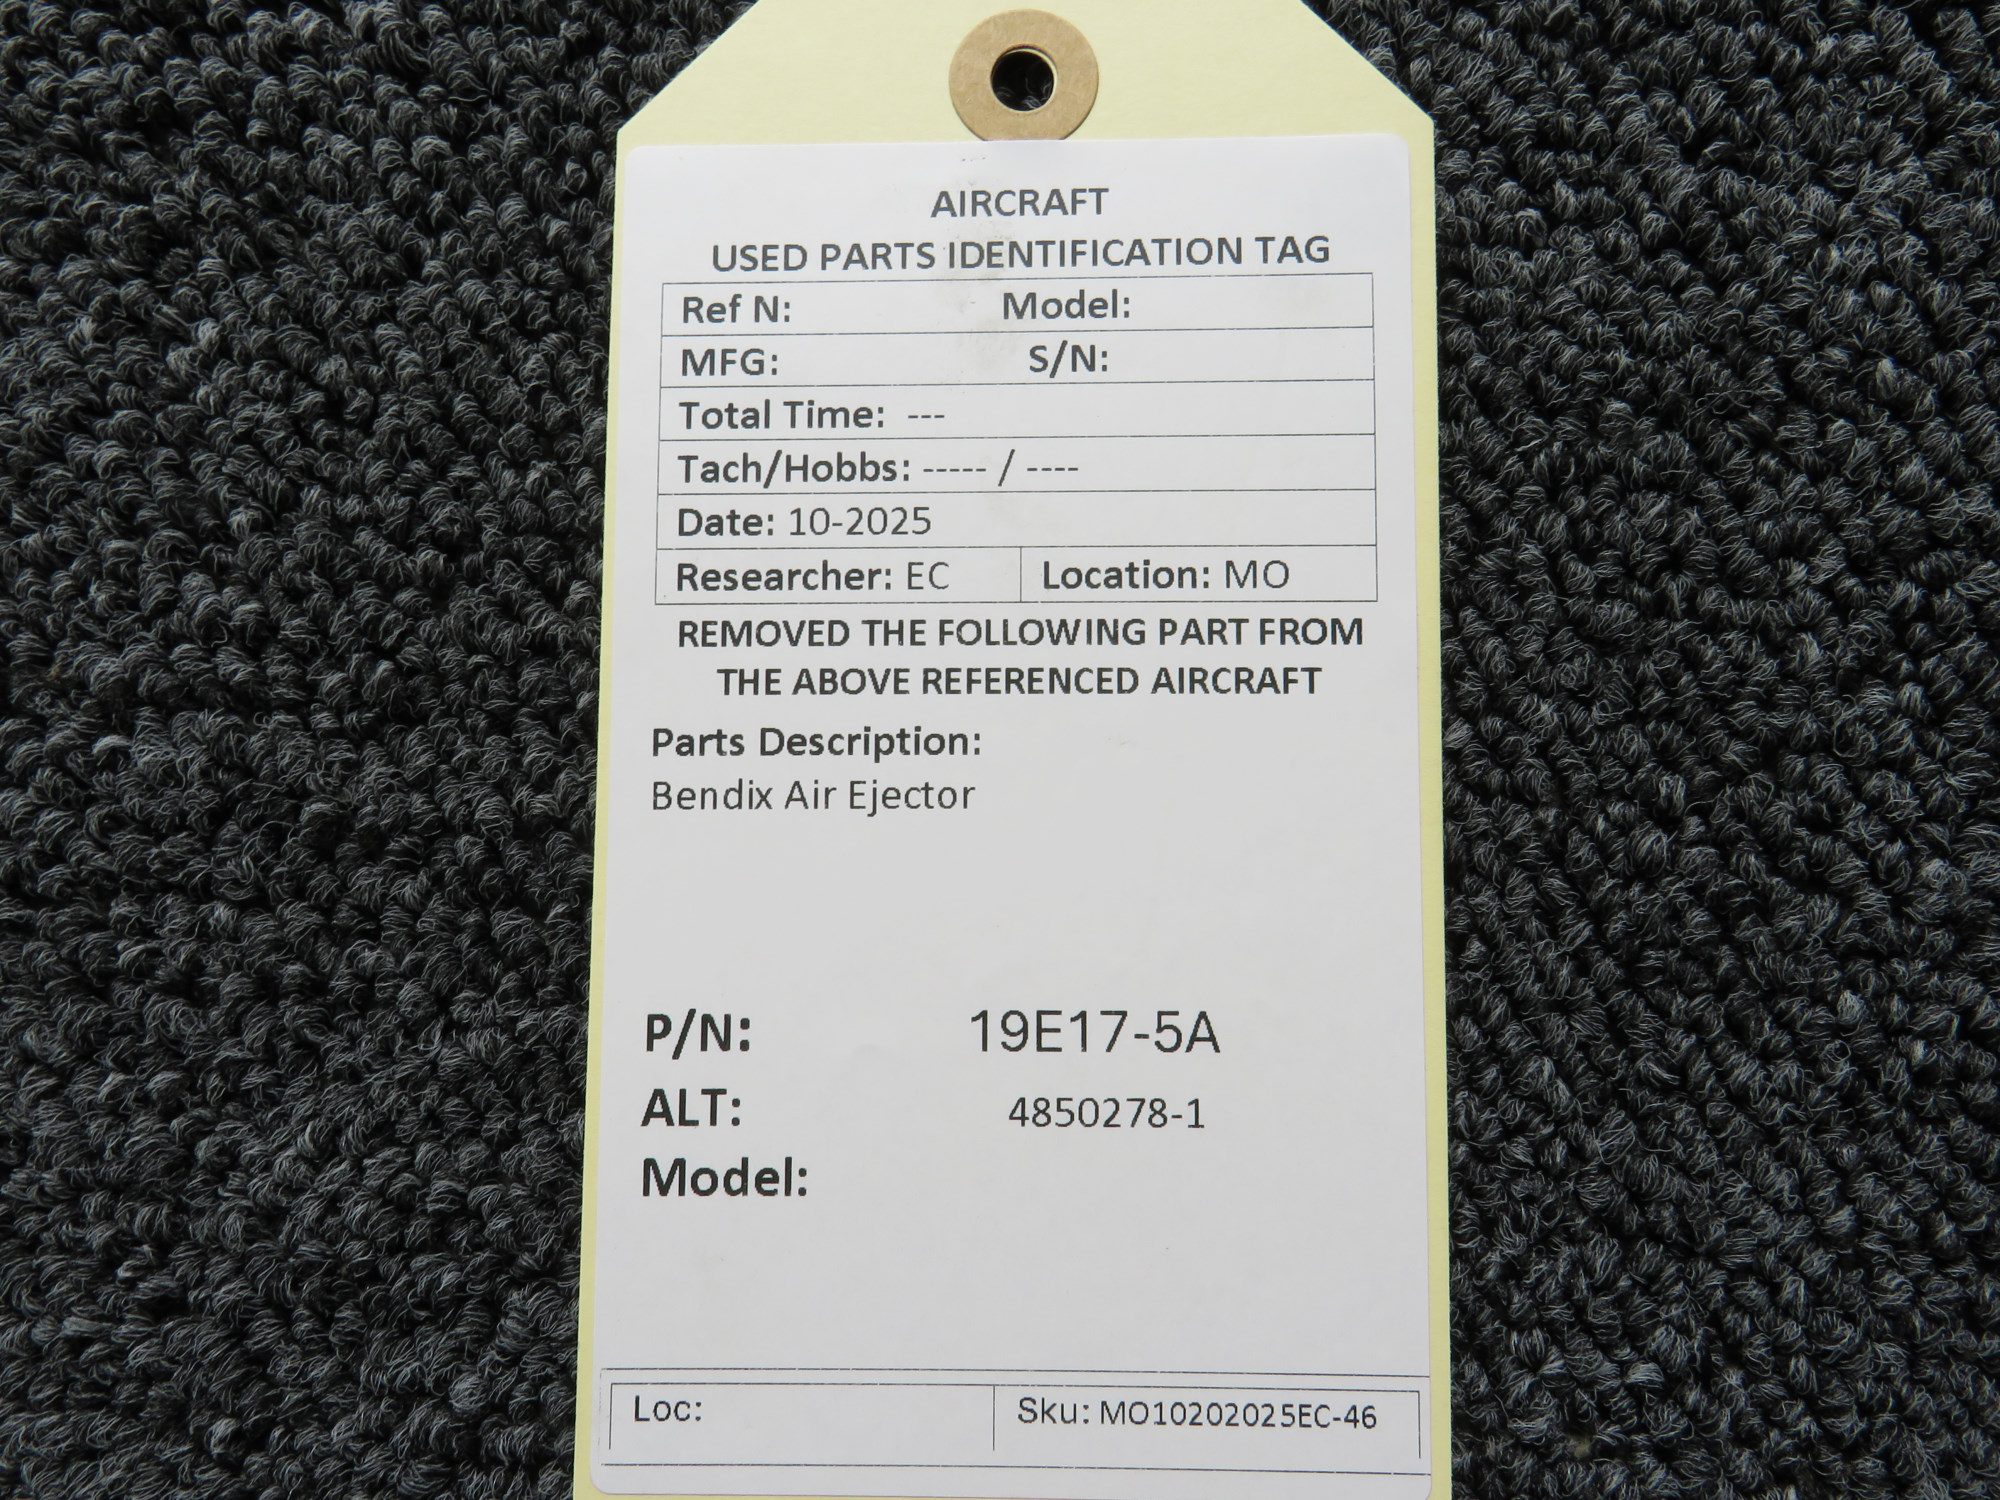 AIRCRAFT
USED PARTS IDENTIFICATION TAG
Ref N: Model:
MFG: S/N:
Total Time: ---
Tach/Hobbs: ----- / ----
Date: 10-2025
Researcher: EC Location: MO
REMOVED THE FOLLOWING PART FROM
THE ABOVE REFERENCED AIRCRAFT
Parts Description:
Bendix Air Ejector
P/N: 19E17-5A
ALT: 4850278-1
Model:
Loc: Sku: MO10202025EC-46